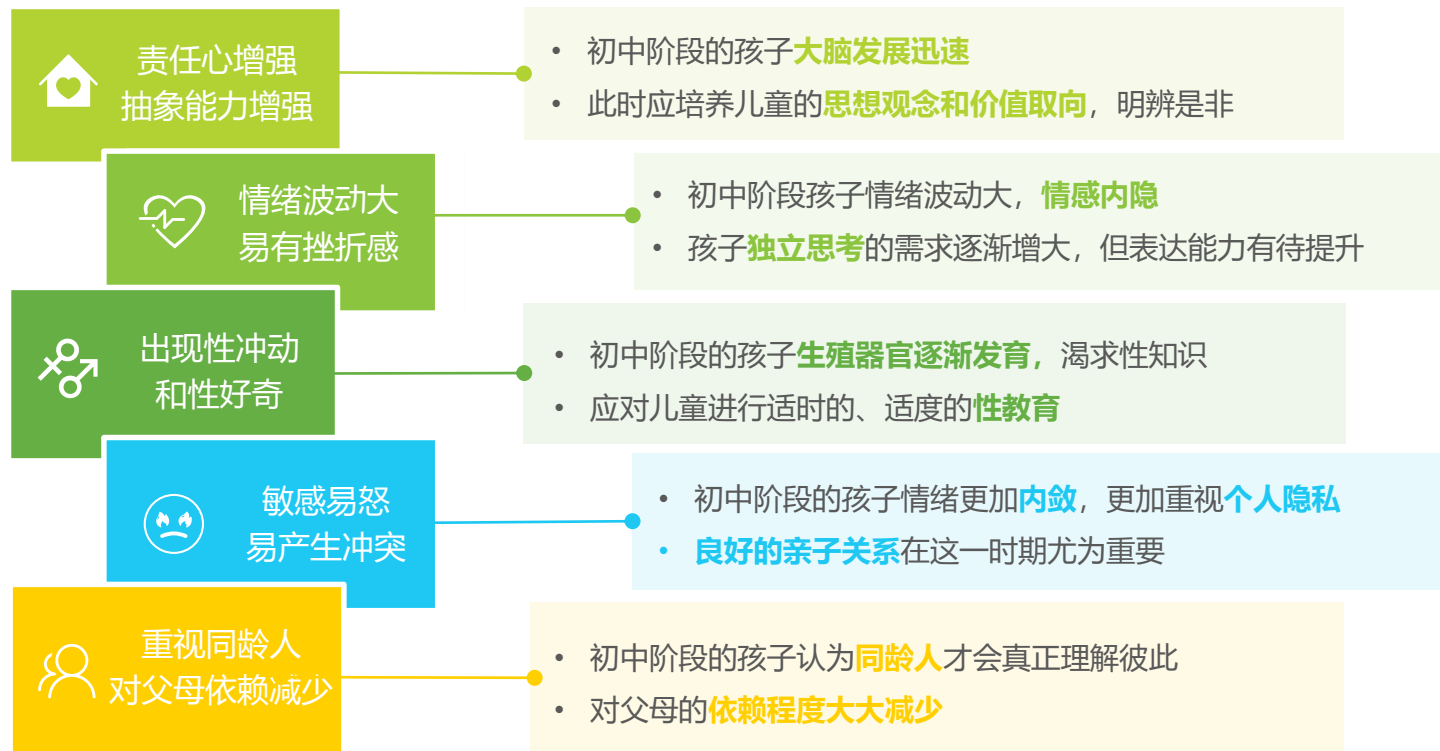 责任心增强
抽象能力增强
• 初中阶段的孩子大脑发展迅速
• 此时应培养儿童的思想观念和价值取向，明辨是非
情绪波动大
易有挫折感
• 初中阶段孩子情绪波动大，情感内隐
• 孩子独立思考的需求逐渐增大，但表达能力有待提升
出现性冲动
和性好奇
• 初中阶段的孩子生殖器官逐渐发育，渴求性知识
• 应对儿童进行适时的、适度的性教育
敏感易怒
易产生冲突
• 初中阶段的孩子情绪更加内敛，更加重视个人隐私
• 良好的亲子关系在这一时期尤为重要
重视同龄人
对父母依赖减少
• 初中阶段的孩子认为同龄人才会真正理解彼此
• 对父母的依赖程度大大减少